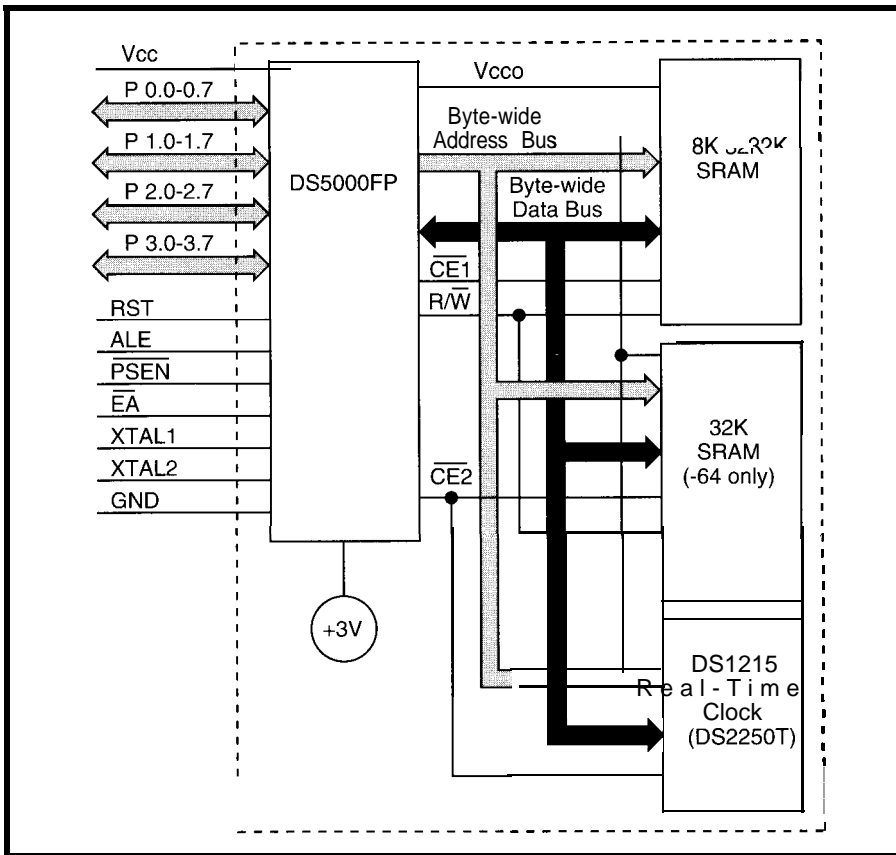 Vcc
P 0.0-0.7
P 1.0-1.7
P 2.0-2.7
P 3.0-3.7
RST
ALE
PSEN
EA
XTAL1
XTAL2
GND
DS5000FP
+3V
Vcco
Byte-wide
Address Bus
Byte-wide
Data Bus
CE1
R/W
CE2
8K
SRAM
32K
SRAM
(-64 only)
DS1215
Real-Time
Clock
(DS2250T)